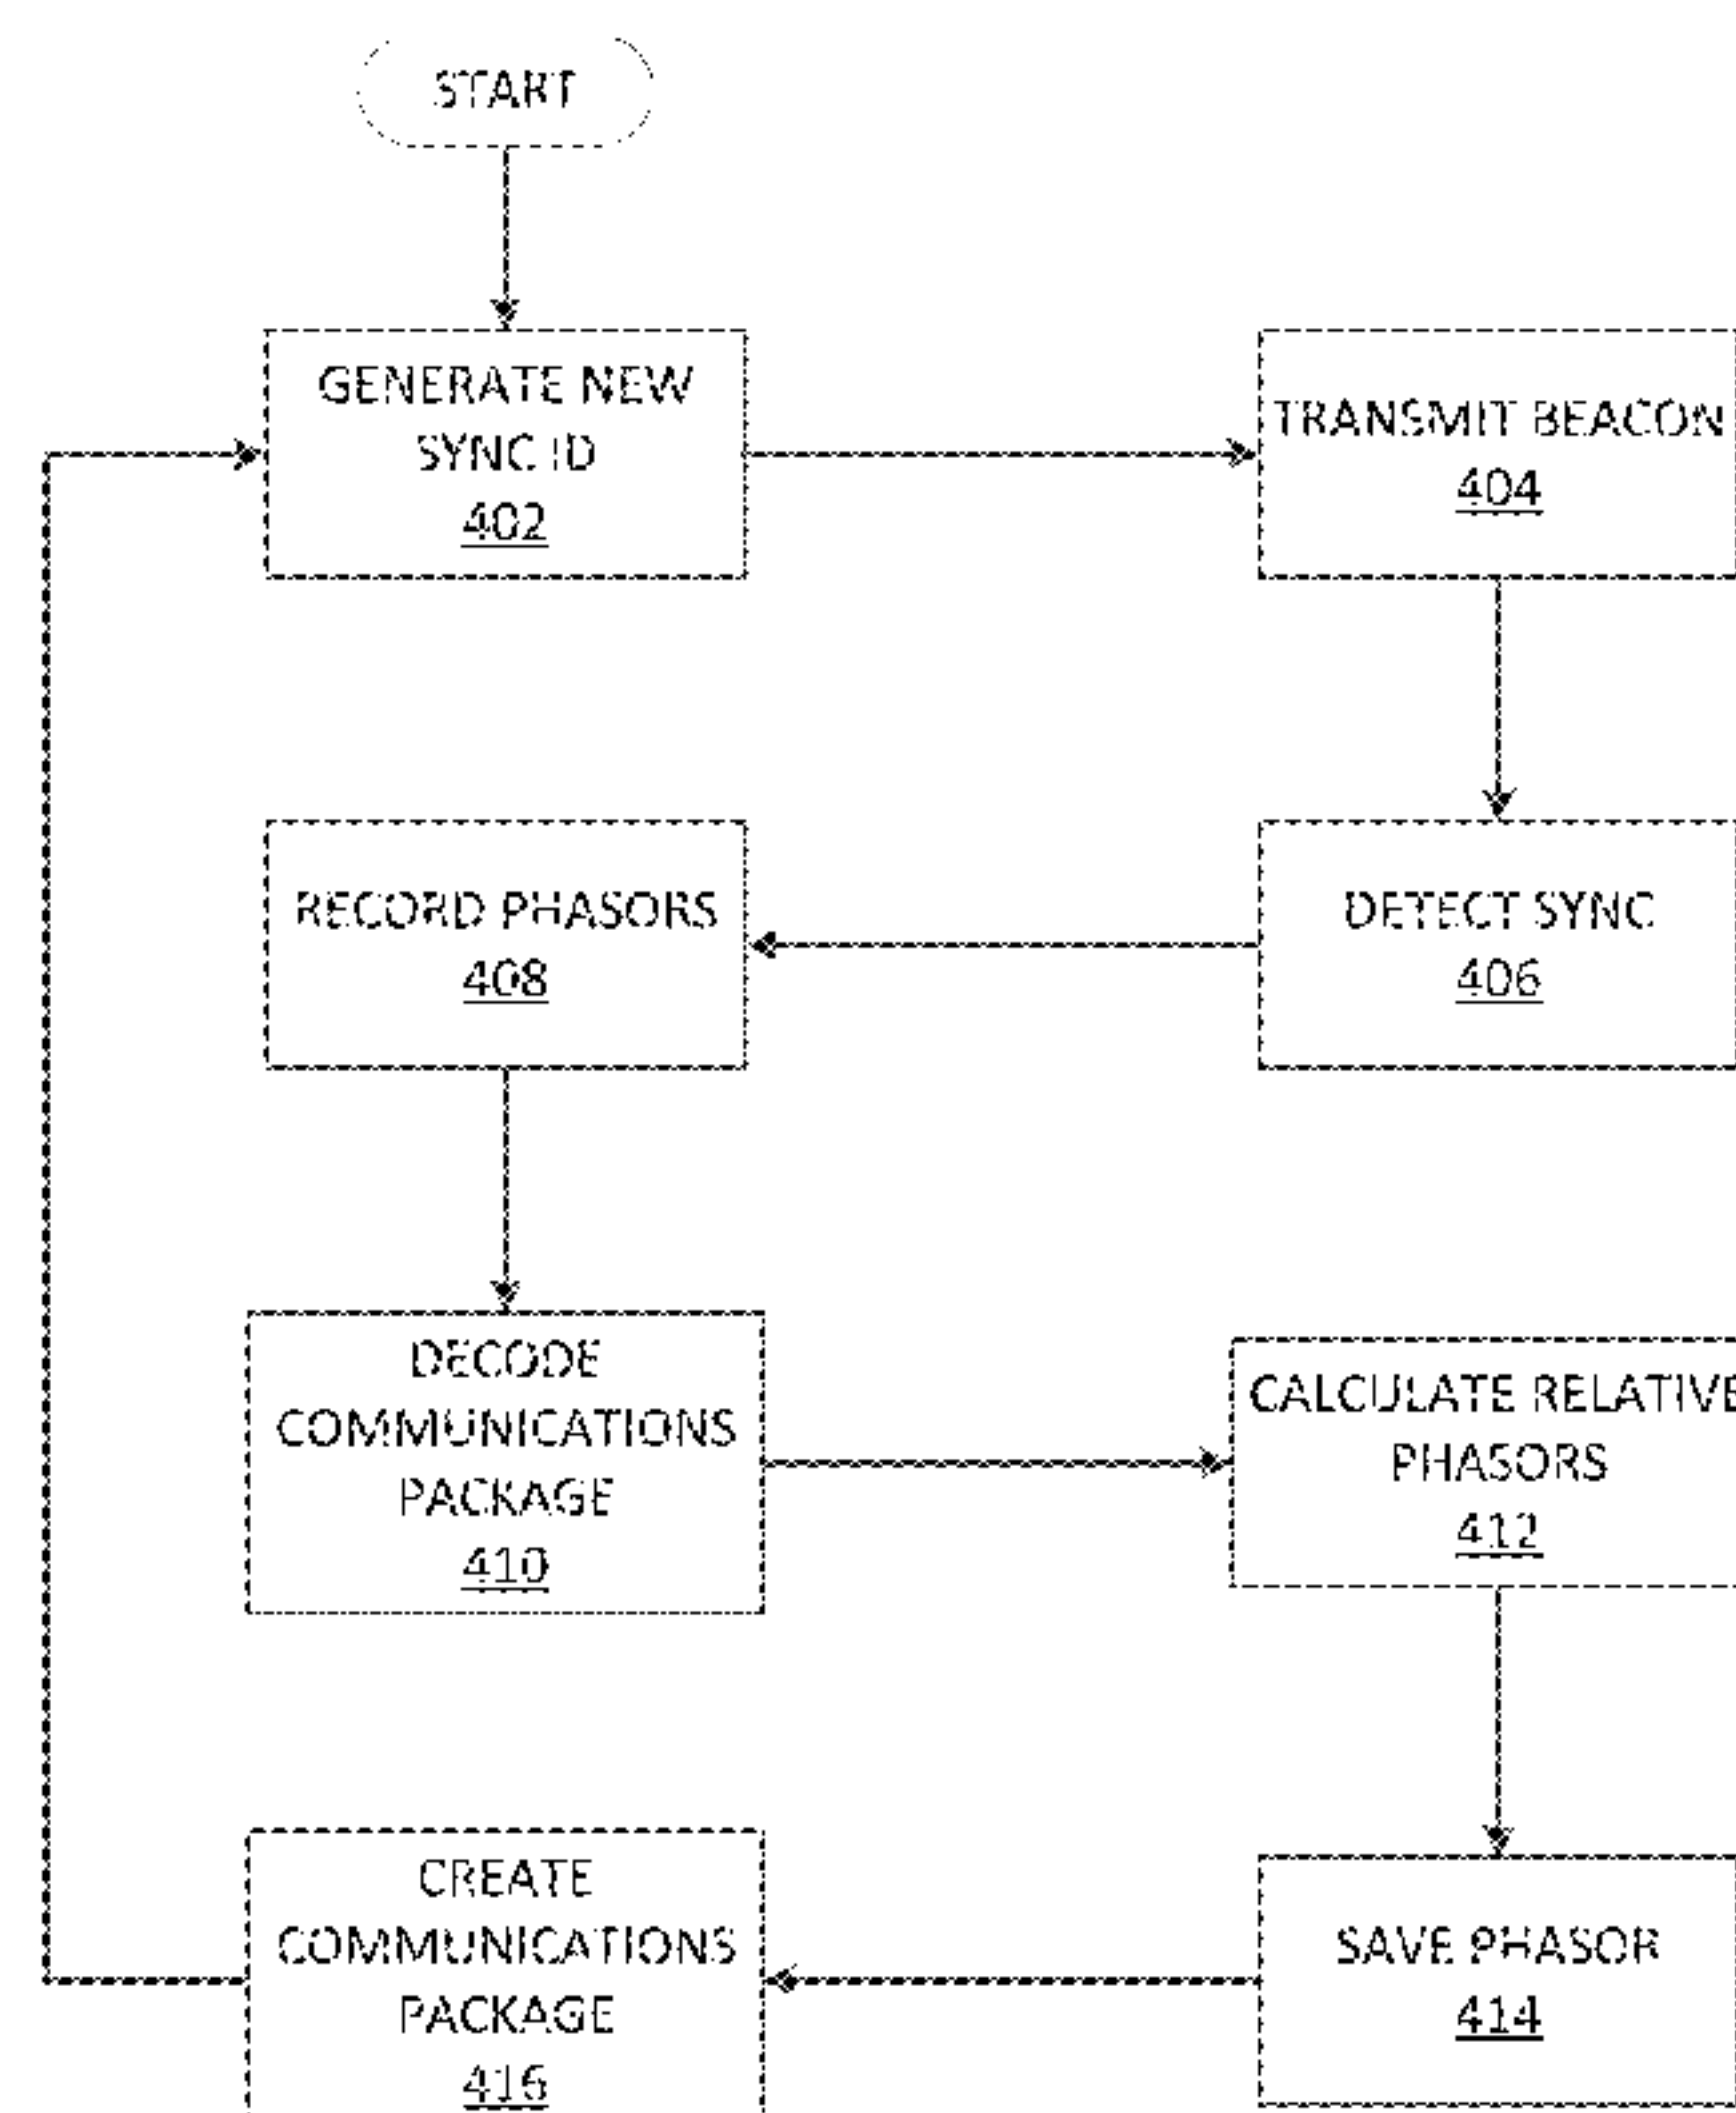 START
GENERATE NEW
SYNC ID
402
TRANSMIT BEACON
404
RECORD PHASORS
408
DETECT SYNC
406
DECODE
COMMUNICATIONS
PACKAGE
410
CALCULATE RELATIVE
PHASORS
412
CREATE
COMMUNICATIONS
PACKAGE
416
SAVE PHASOR
414